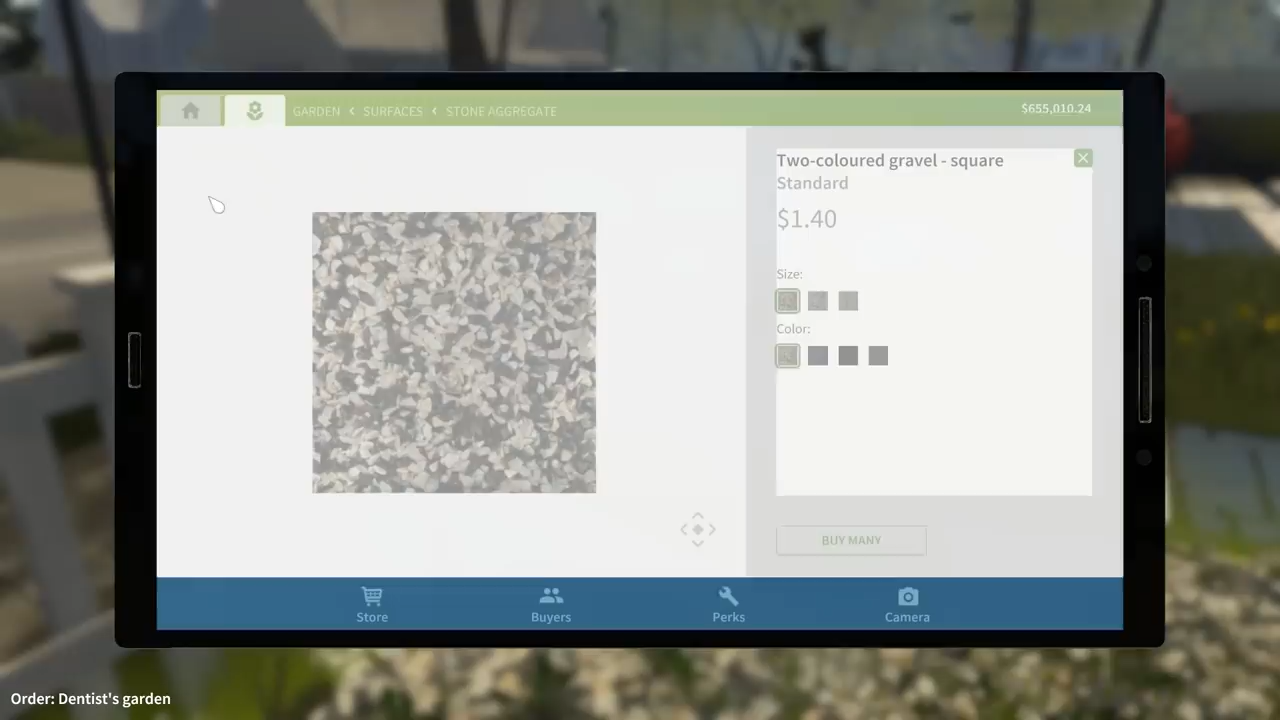 GARDEN < SURFACES < STONE AGGREGATE
$655,010.24
Two-coloured gravel - square
Standard
$1.40
Size:
Color:
BUY MANY
Store
Buyers
Perks
Camera
Order: Dentist's garden